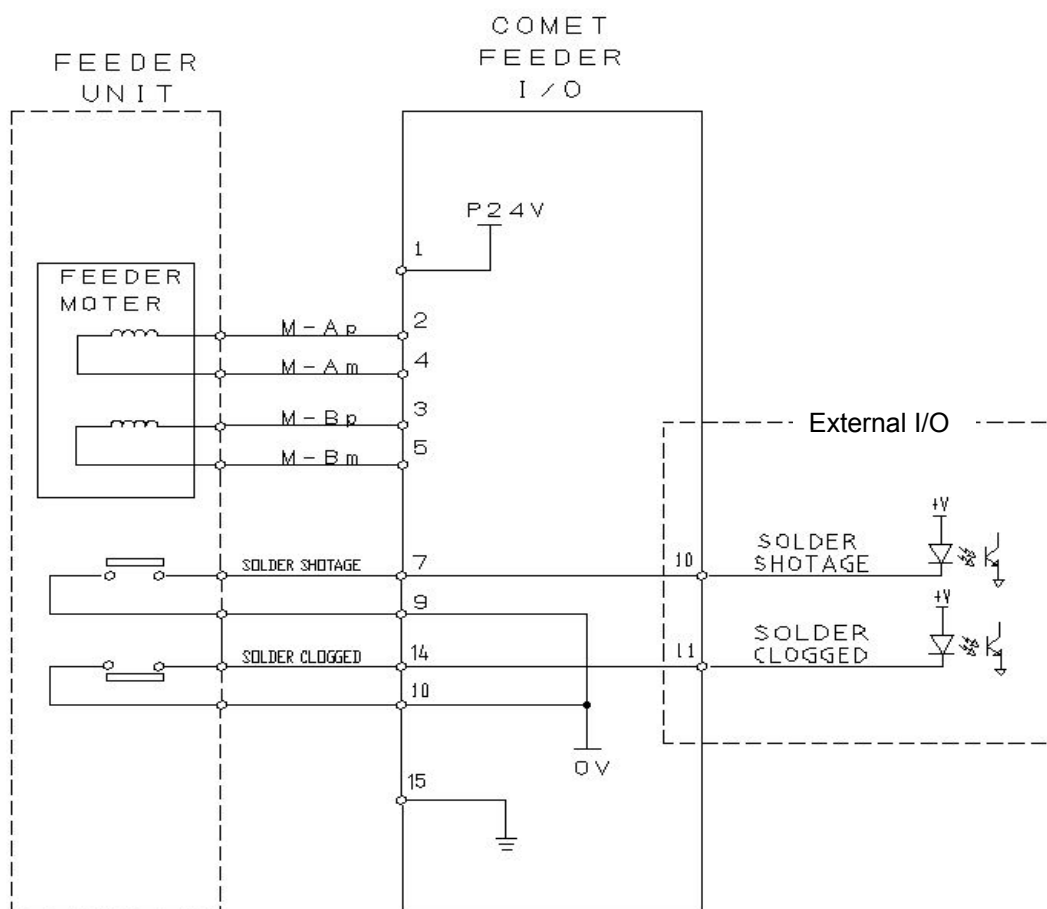 COMET
FEEDER
I/O
FEEDER
UNIT
P24V
1
FEEDER
MOTER
M-Ap
2
M-Am
4
M-Bp
3
M-Bm
5
External I/O
+V
SOLDER SHOTAGE
7
10
SOLDER
SHOTAGE
9
+V
SOLDER CLOGGED
14
11
SOLDER
CLOGGED
10
0V
15